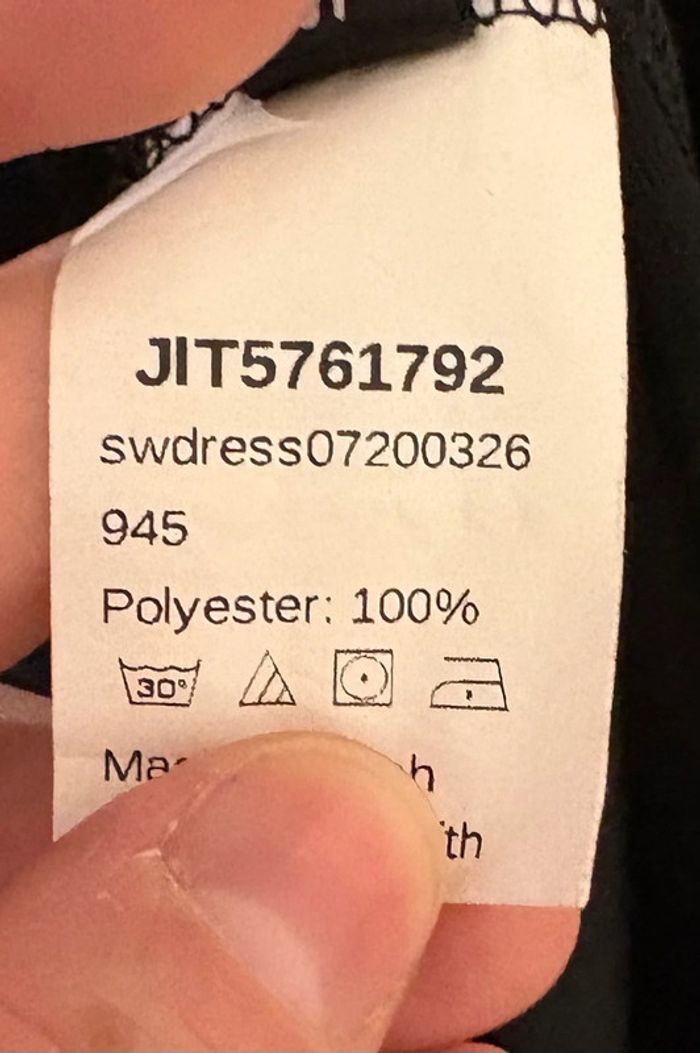 JIT5761792
swdress07200326
945
Polyester: 100%
30°